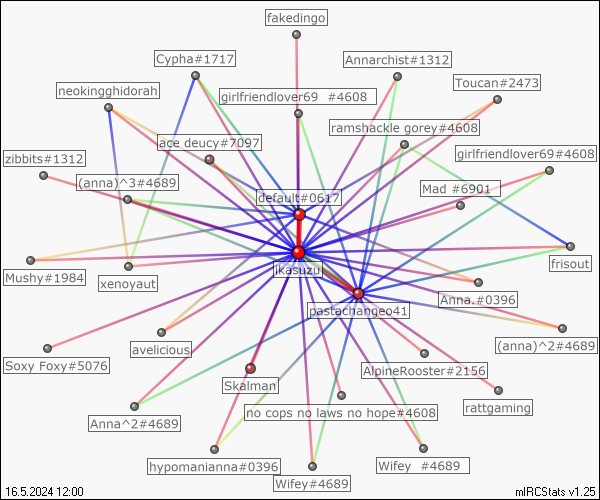 fakedingo
Cypha#1717
Annarchist#1312
Toucan#2473
neokingghidorah
girlfriendlover69 #4608
ramshackle gorey#4608
ace deucy#7097
zibbits#1312
girlfriendlover69#4608
(anna)^3#4689
Mad #6901
default#0617
ikasuzu
frisout
Mushy#1984
xenoyaut
Anna.#0396
pastachangeo41
avelicious
(anna)^2#4689
Soxy Foxy#5076
AlpineRooster#2156
Skalman
rattgaming
no cops no laws no hope#4608
Anna^2#4689
hypomanianna#0396
Wifey #4689
Wifey#4689
16.5.2024 12:00
mIRCStats v1.25